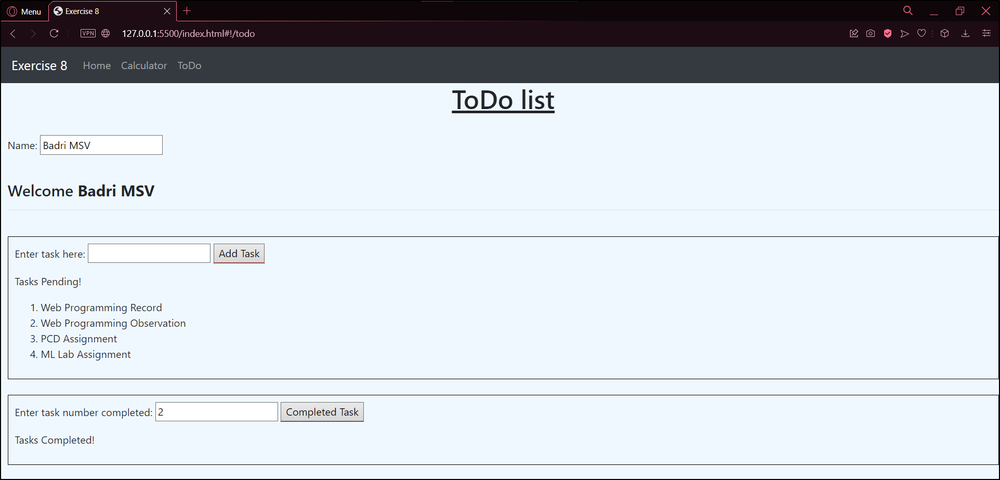 Menu Exercise 8
VPN 127.0.0.1:5500/index.html#!/todo
Exercise 8 Home Calculator ToDo
ToDo list
Name: Badri MSV
Welcome Badri MSV
Enter task here: Add Task
Tasks Pending!
1. Web Programming Record
2. Web Programming Observation
3. PCD Assignment
4. ML Lab Assignment
Enter task number completed: 2 Completed Task
Tasks Completed!